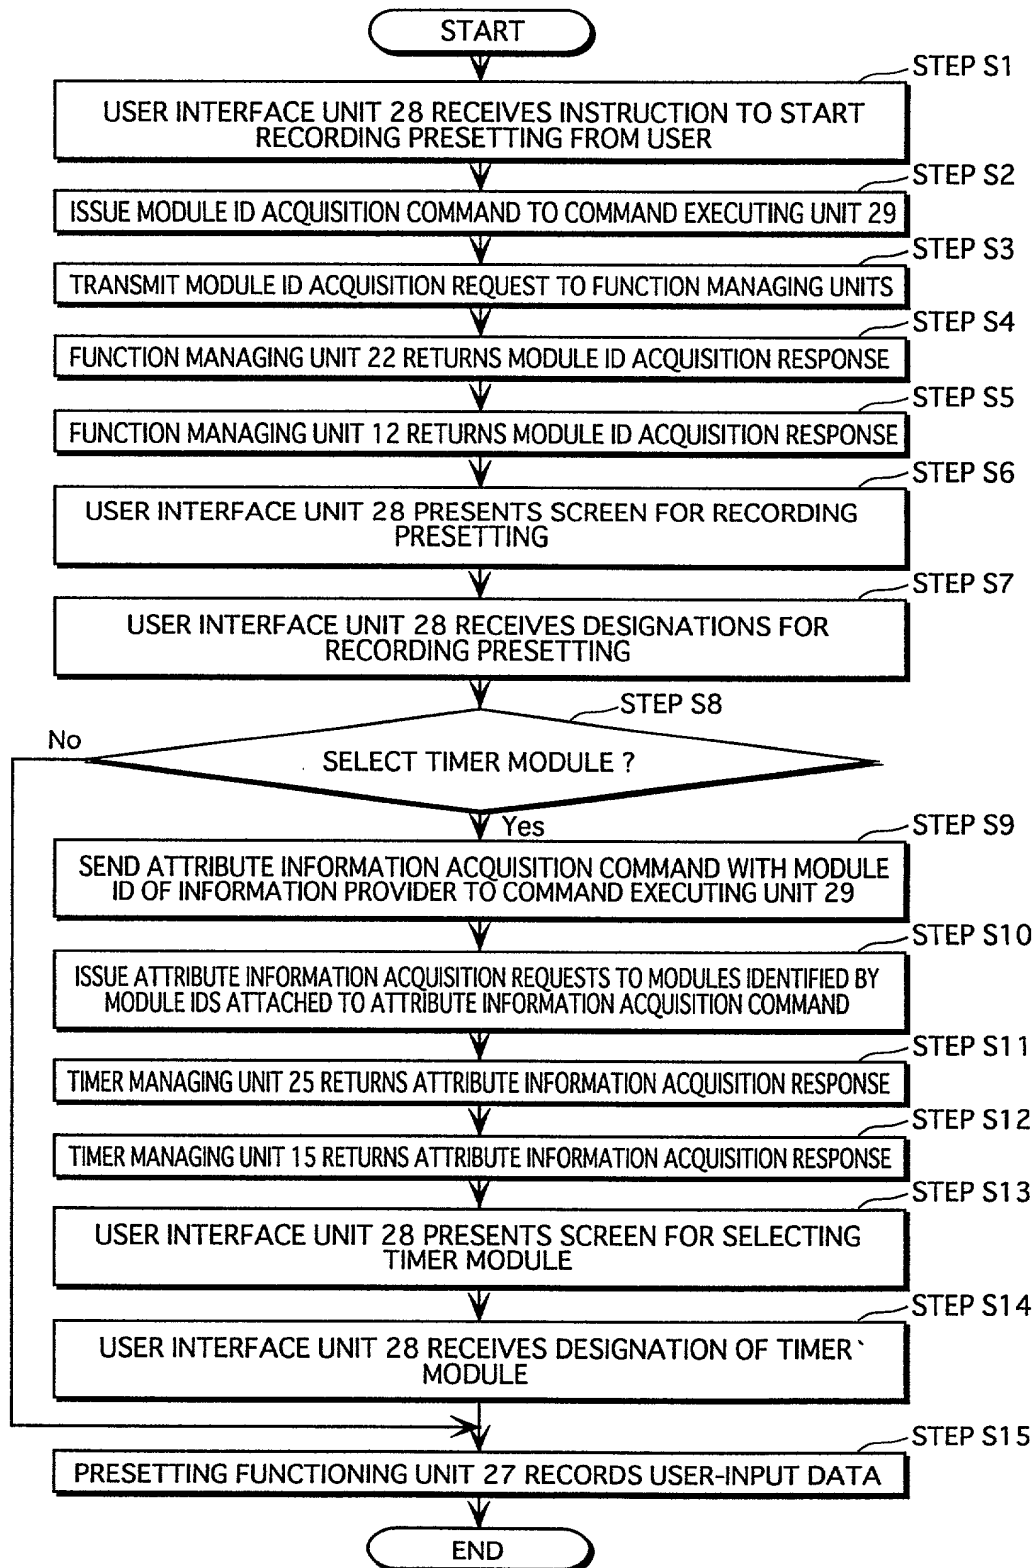 START
STEP S1
USER INTERFACE UNIT 28 RECEIVES INSTRUCTION TO START
RECORDING PRESETTING FROM USER
STEP S2
ISSUE MODULE ID ACQUISITION COMMAND TO COMMAND EXECUTING UNIT 29
STEP S3
TRANSMIT MODULE ID ACQUISITION REQUEST TO FUNCTION MANAGING UNITS
STEP S4
FUNCTION MANAGING UNIT 22 RETURNS MODULE ID ACQUISITION RESPONSE
STEP S5
FUNCTION MANAGING UNIT 12 RETURNS MODULE ID ACQUISITION RESPONSE
STEP S6
USER INTERFACE UNIT 28 PRESENTS SCREEN FOR RECORDING
PRESETTING
STEP S7
USER INTERFACE UNIT 28 RECEIVES DESIGNATIONS FOR
RECORDING PRESETTING
STEP S8
No
SELECT TIMER MODULE ?
Yes
STEP S9
SEND ATTRIBUTE INFORMATION ACQUISITION COMMAND WITH MODULE
ID OF INFORMATION PROVIDER TO COMMAND EXECUTING UNIT 29
STEP S10
ISSUE ATTRIBUTE INFORMATION ACQUISITION REQUESTS TO MODULES IDENTIFIED BY
MODULE IDS ATTACHED TO ATTRIBUTE INFORMATION ACQUISITION COMMAND
STEP S11
TIMER MANAGING UNIT 25 RETURNS ATTRIBUTE INFORMATION ACQUISITION RESPONSE
STEP S12
TIMER MANAGING UNIT 15 RETURNS ATTRIBUTE INFORMATION ACQUISITION RESPONSE
STEP S13
USER INTERFACE UNIT 28 PRESENTS SCREEN FOR SELECTING
TIMER MODULE
STEP S14
USER INTERFACE UNIT 28 RECEIVES DESIGNATION OF TIMER
MODULE
STEP S15
PRESETTING FUNCTIONING UNIT 27 RECORDS USER-INPUT DATA
END